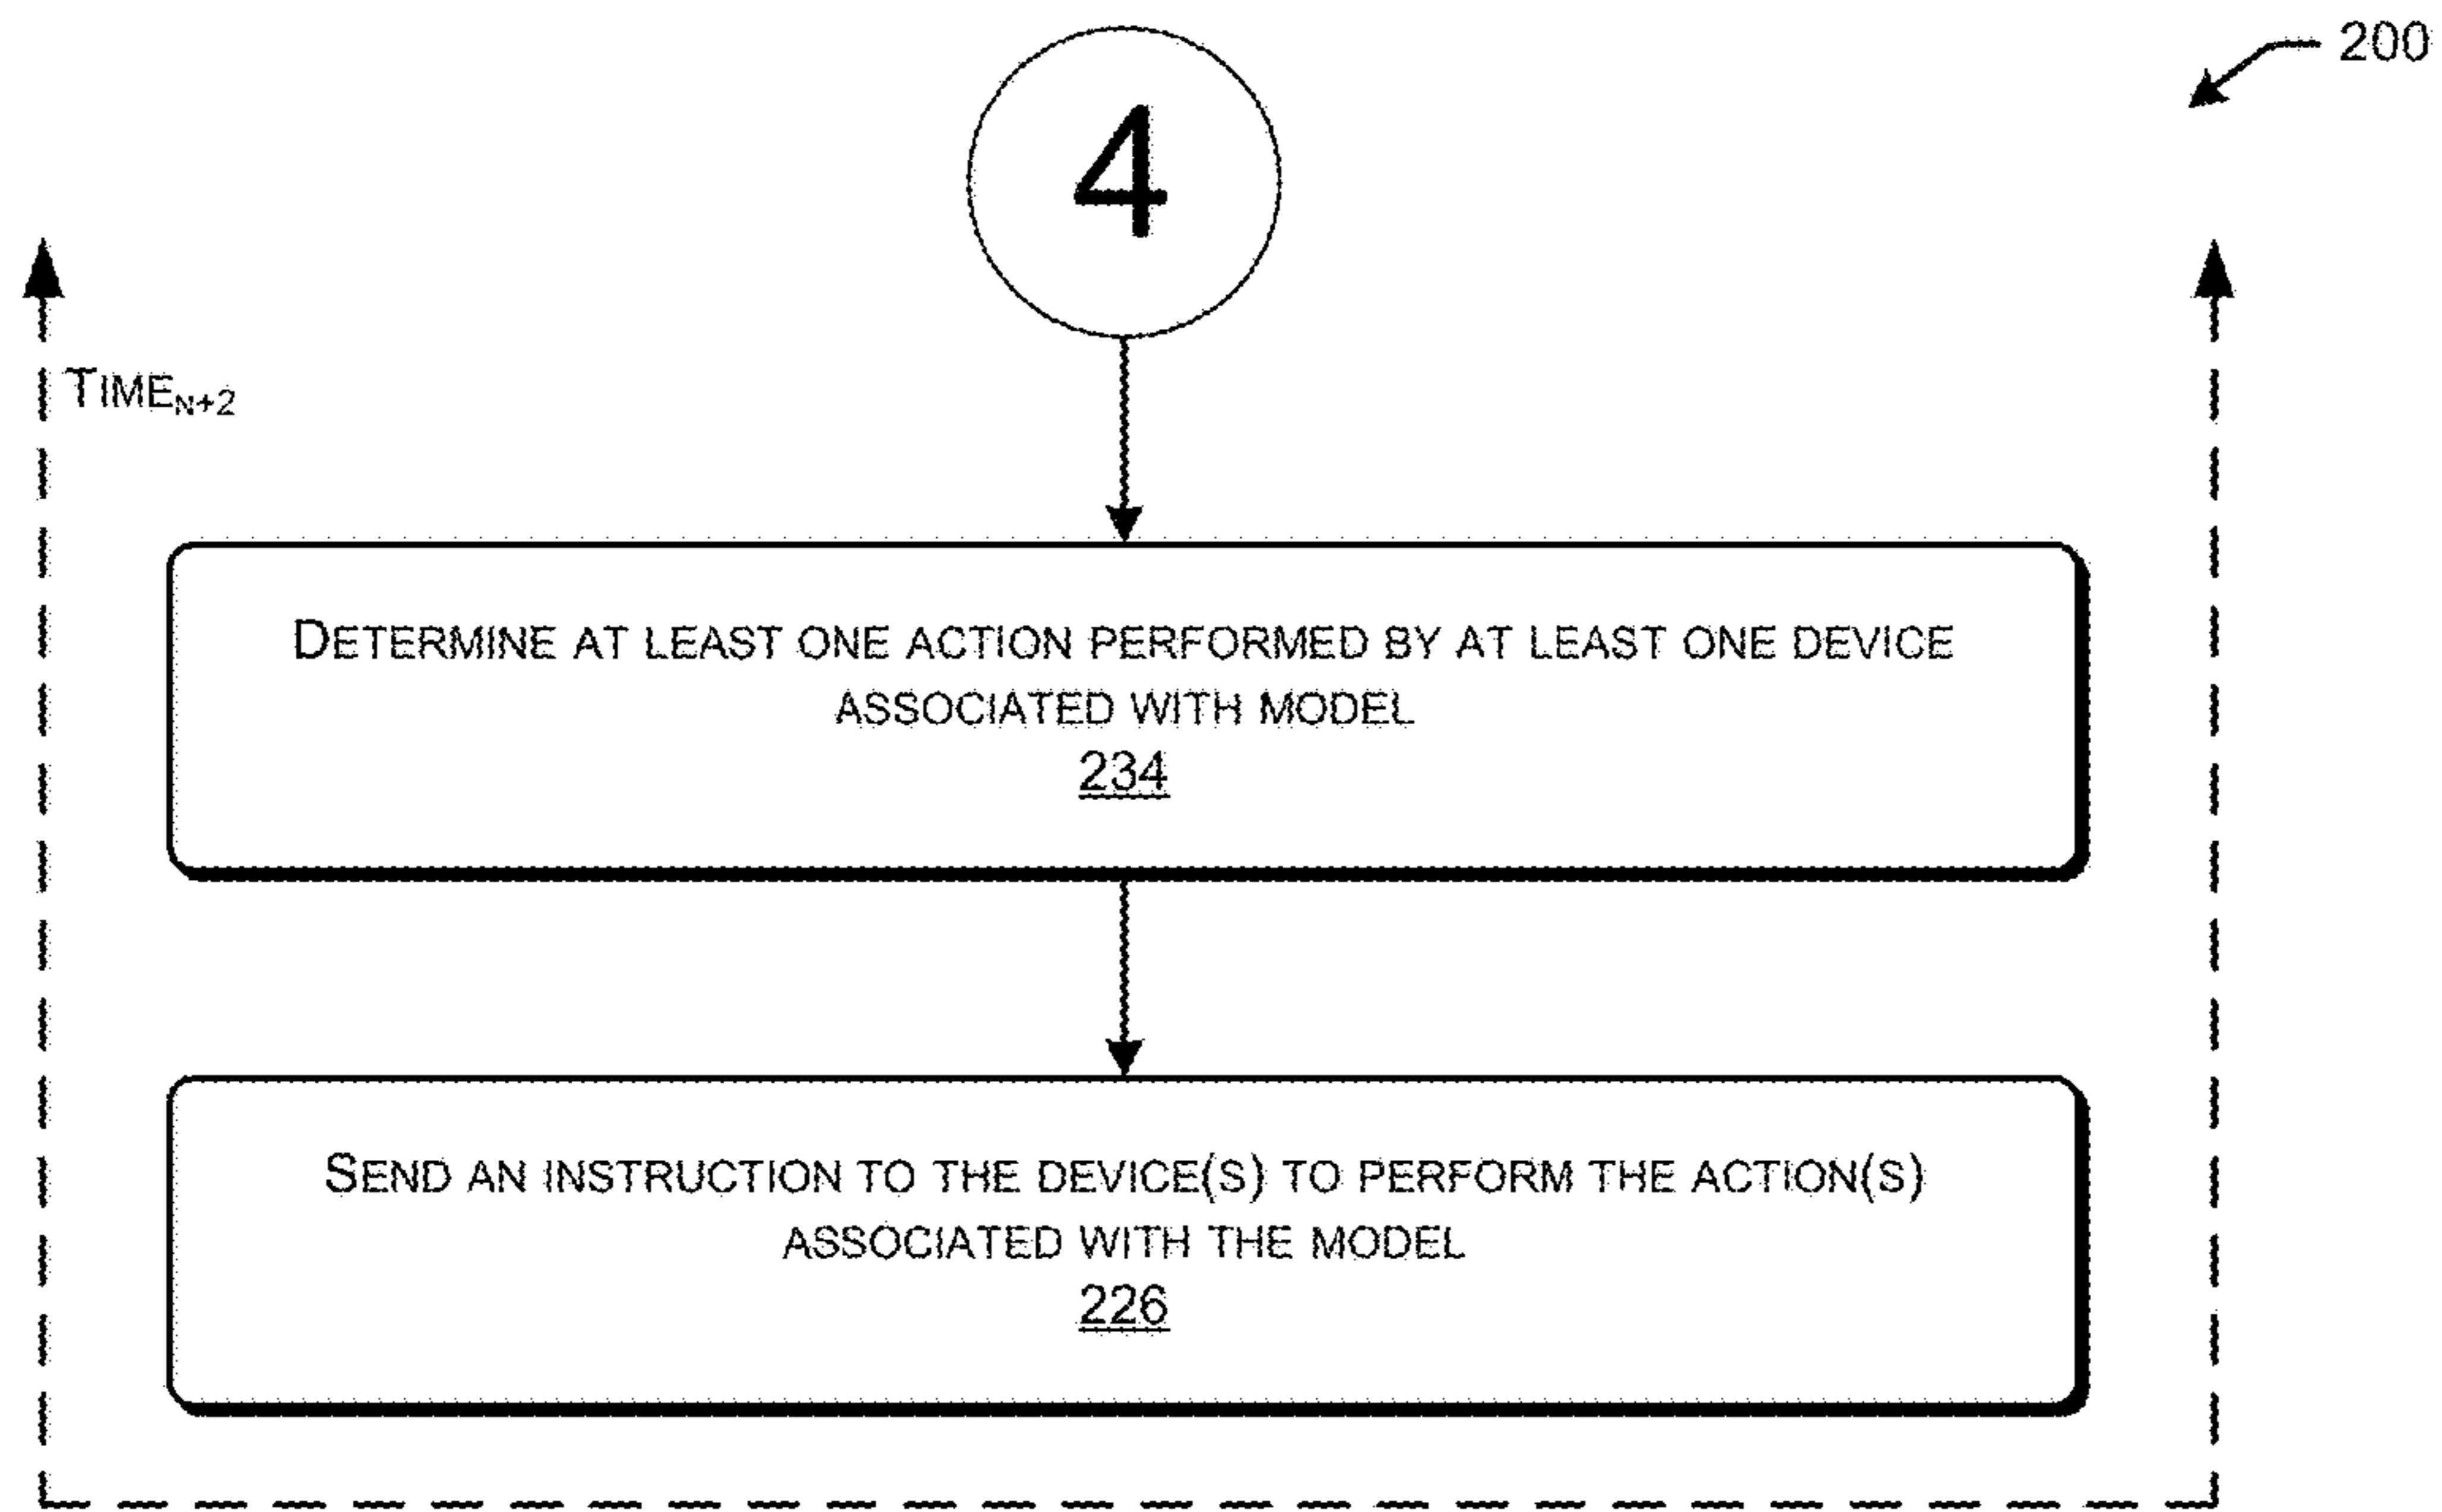 200
4
TIMEN+2
DETERMINE AT LEAST ONE ACTION PERFORMED BY AT LEAST ONE DEVICE
ASSOCIATED WITH MODEL
234
SEND AN INSTRUCTION TO THE DEVICE(S) TO PERFORM THE ACTION(S)
ASSOCIATED WITH THE MODEL
226